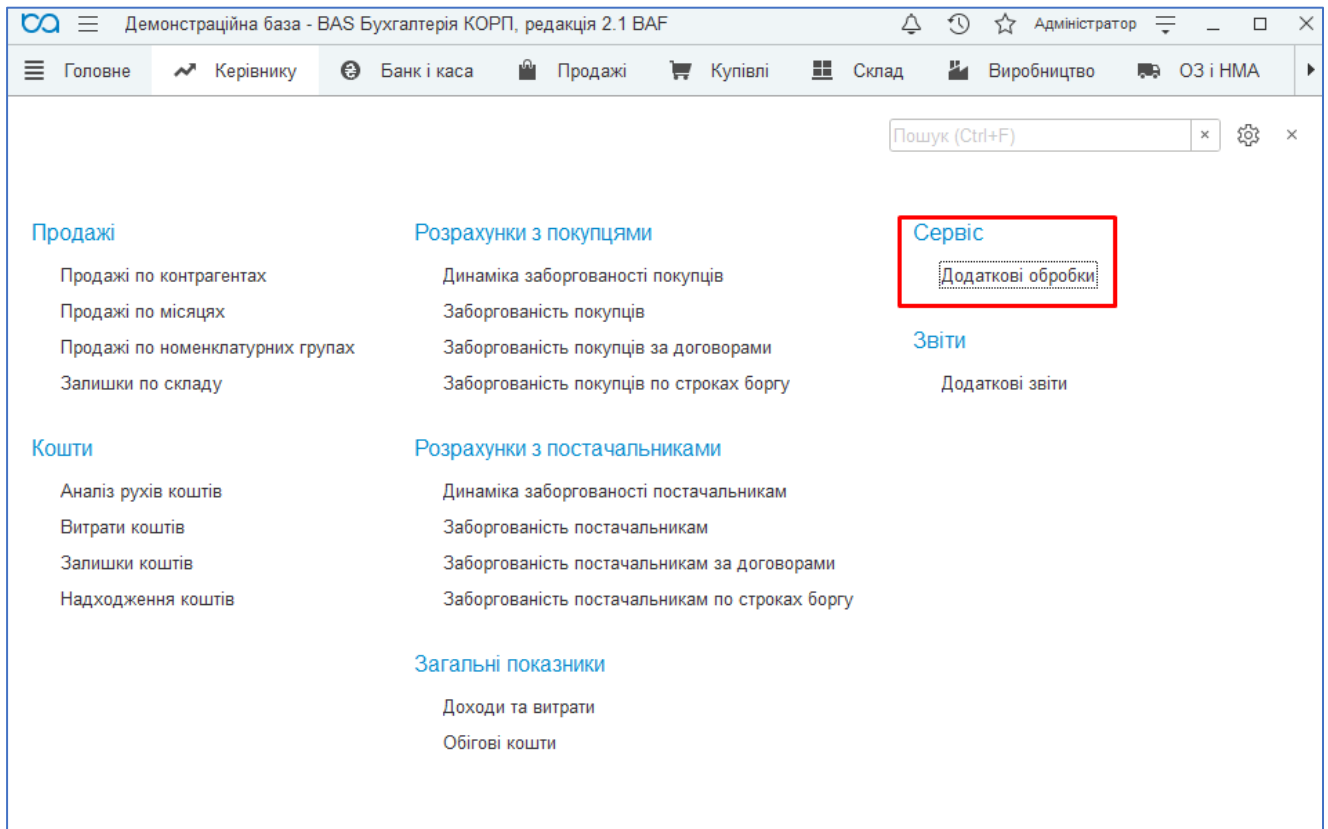 Демонстраційна база - BAS Бухгалтерія КОРП, редакція 2.1 BAF
Адміністратор
Головне
Керівнику
Банк і каса
Продажі
Купівлі
Склад
Виробництво
ОЗ і НМА
Пошук (Ctrl+F)
Продажі
Продажі по контрагентах
Продажі по місяцях
Продажі по номенклатурних групах
Залишки по складу
Кошти
Аналіз рухів коштів
Витрати коштів
Залишки коштів
Надходження коштів
Розрахунки з покупцями
Динаміка заборгованості покупців
Заборгованість покупців
Заборгованість покупців за договорами
Заборгованість покупців по строках боргу
Розрахунки з постачальниками
Динаміка заборгованості постачальникам
Заборгованість постачальникам
Заборгованість постачальникам за договорами
Заборгованість постачальникам по строках боргу
Загальні показники
Доходи та витрати
Обігові кошти
Сервіс
Додаткові обробки
Звіти
Додаткові звіти